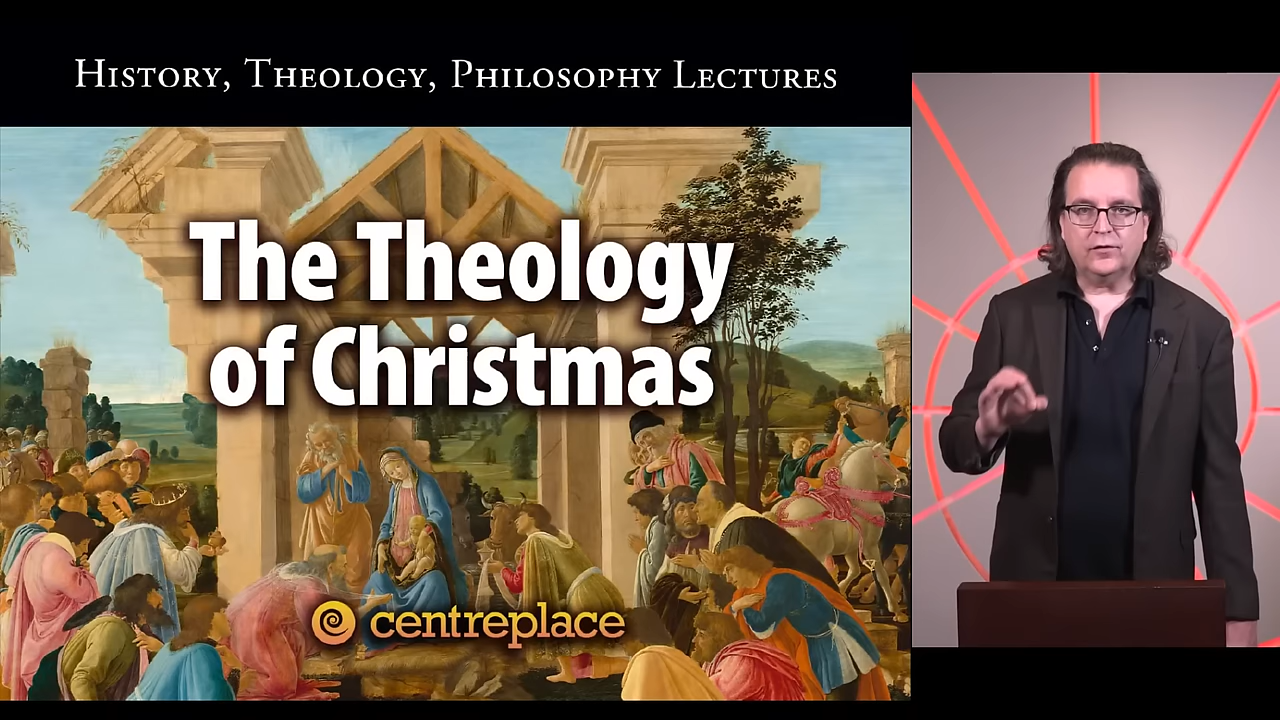 History, Theology, Philosophy Lectures
The Theology
of Christmas
centreplace